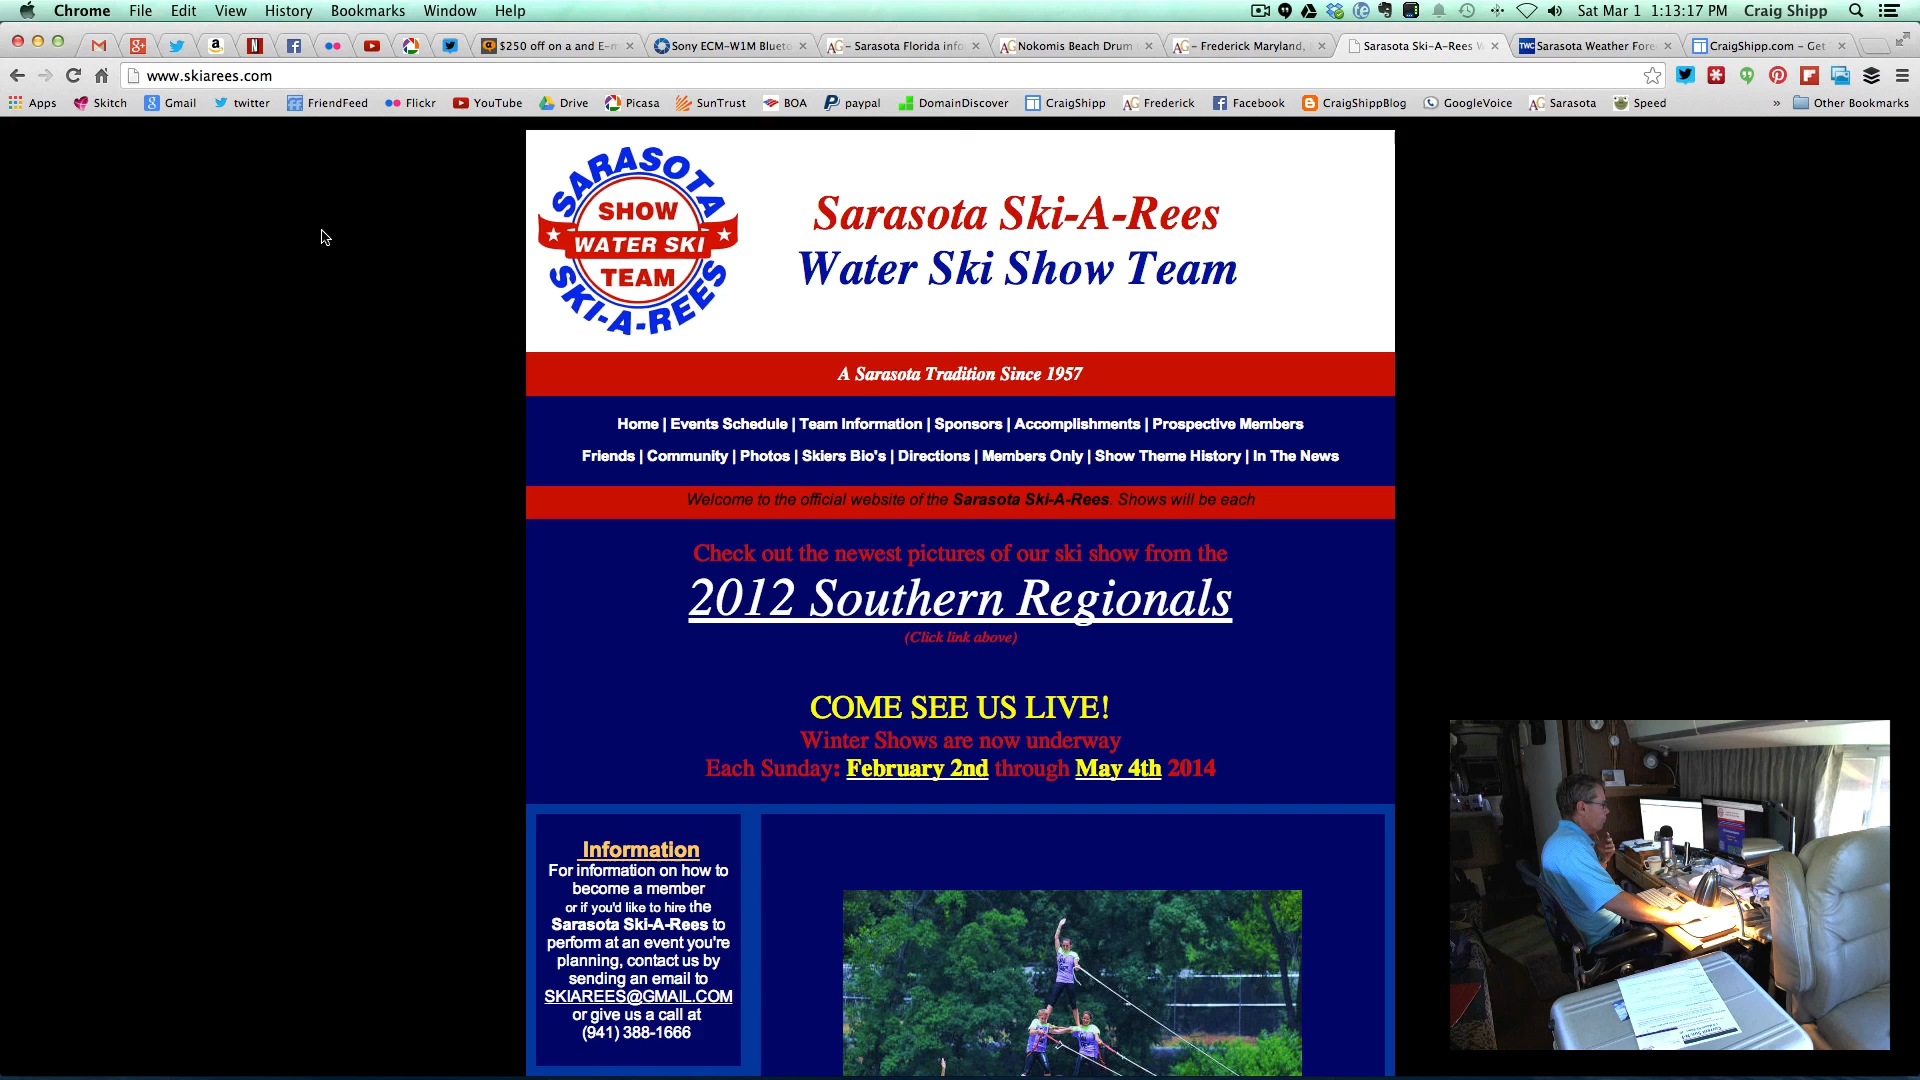 Chrome File Edit View History Bookmarks Window Help
Sat Mar 1 1:13:17 PM Craig Shipp
$250 off on a and E-m
Sony ECM-W1M Blueto
– Sarasota Florida info
Nokomis Beach Drum
– Frederick Maryland,
Sarasota Ski-A-Rees W
TWC Sarasota Weather Fore
CraigShipp.com – Get
www.skiarees.com
Apps Skitch Gmail twitter FriendFeed Flickr YouTube Drive Picasa SunTrust BOA paypal DomainDiscover CraigShipp Frederick Facebook CraigShippBlog GoogleVoice Sarasota Speed » Other Bookmarks
SARASOTA
SHOW
WATER SKI
TEAM
SKI-A-REES
Sarasota Ski-A-Rees
Water Ski Show Team
A Sarasota Tradition Since 1957
Home | Events Schedule | Team Information | Sponsors | Accomplishments | Prospective Members
Friends | Community | Photos | Skiers Bio's | Directions | Members Only | Show Theme History | In The News
Welcome to the official website of the Sarasota Ski-A-Rees. Shows will be each
Check out the newest pictures of our ski show from the
2012 Southern Regionals
(Click link above)
COME SEE US LIVE!
Winter Shows are now underway
Each Sunday: February 2nd through May 4th 2014
Information
For information on how to
become a member
or if you'd like to hire the
Sarasota Ski-A-Rees to
perform at an event you're
planning, contact us by
sending an email to
SKIAREES@GMAIL.COM
or give us a call at
(941) 388-1666